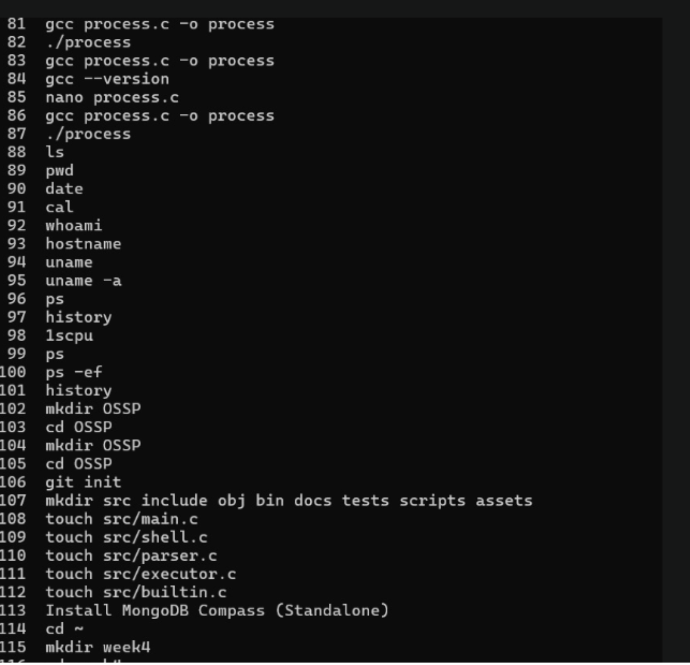 81 gcc process.c -o process
82 ./process
83 gcc process.c -o process
84 gcc --version
85 nano process.c
86 gcc process.c -o process
87 ./process
88 ls
89 pwd
90 date
91 cal
92 whoami
93 hostname
94 uname
95 uname -a
96 ps
97 history
98 1scpu
99 ps
100 ps -ef
101 history
102 mkdir OSSP
103 cd OSSP
104 mkdir OSSP
105 cd OSSP
106 git init
107 mkdir src include obj bin docs tests scripts assets
108 touch src/main.c
109 touch src/shell.c
110 touch src/parser.c
111 touch src/executor.c
112 touch src/builtin.c
113 Install MongoDB Compass (Standalone)
114 cd ~
115 mkdir week4